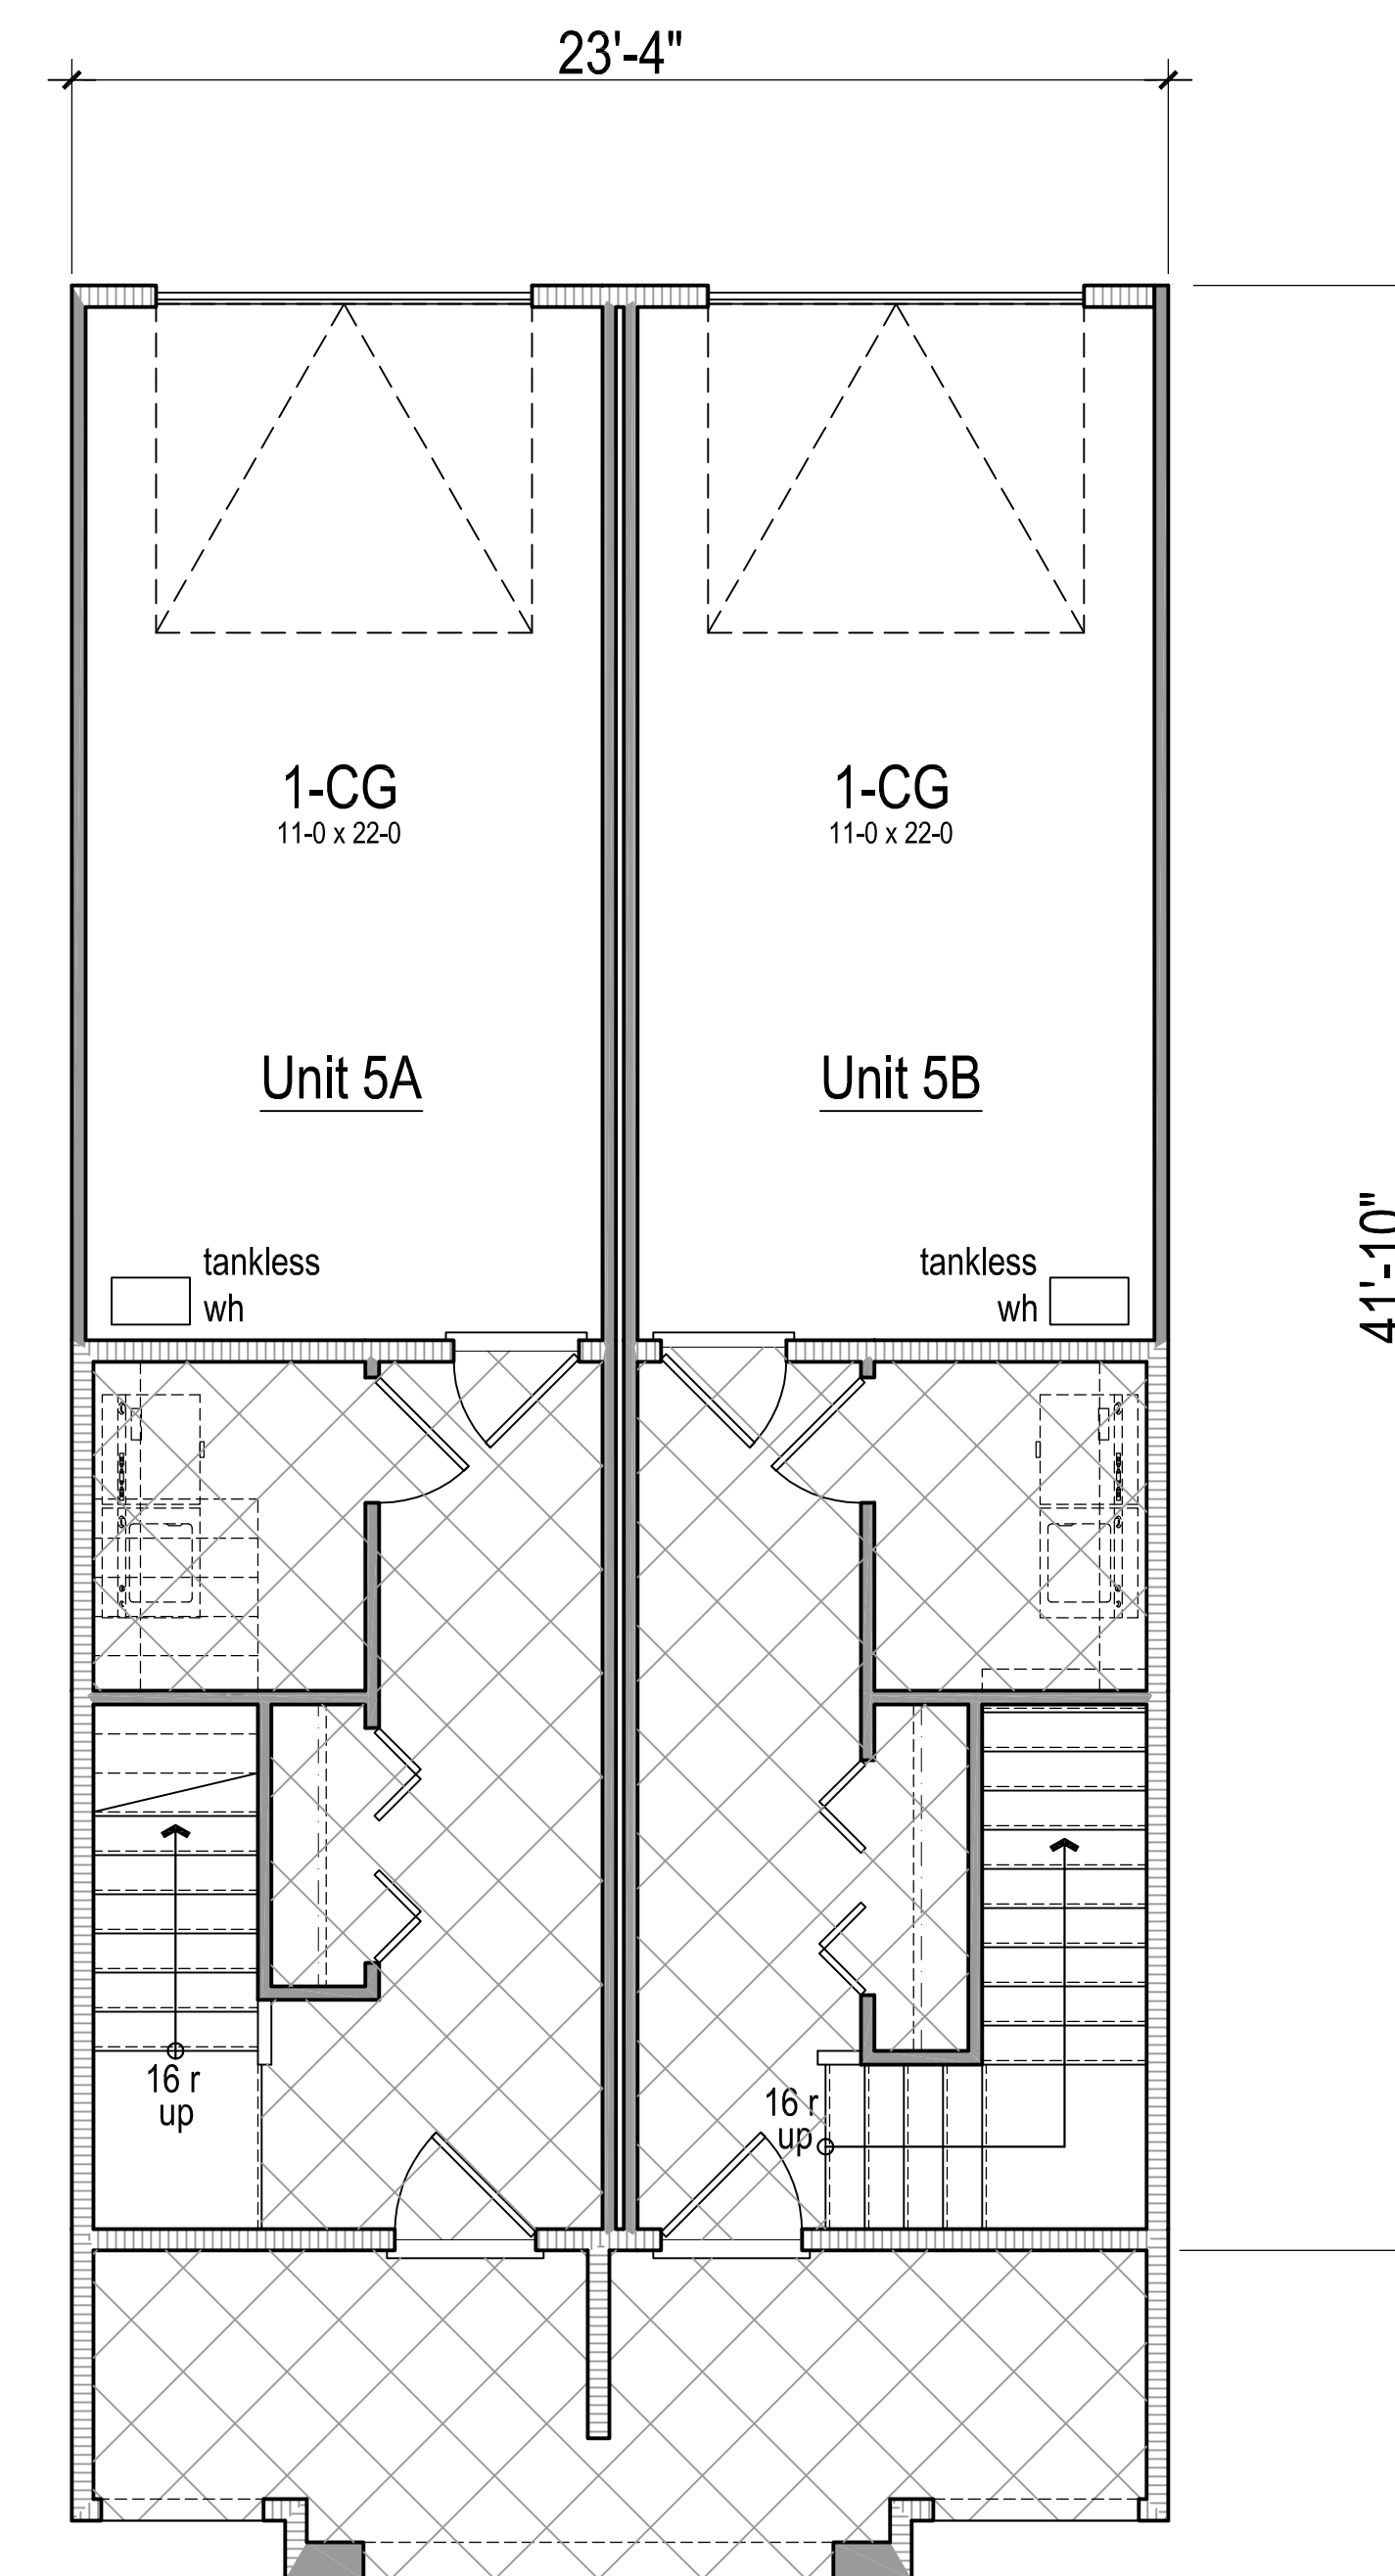 23'-4"
1-CG
11-0 x 22-0
1-CG
11-0 x 22-0
Unit 5A
Unit 5B
41'-10"
tankless
wh
tankless
wh
16 r
up
16 r
up